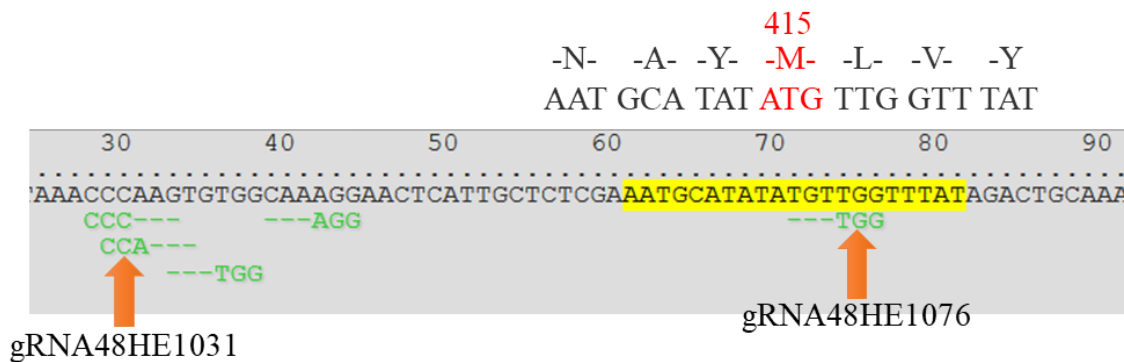 415
-N- -A- -Y- -M- -L- -V- -Y
AAT GCA TAT ATG TTG GTT TAT
30 40 50 60 70 80 90
TAAACCCAAGTGTGGCAAAGGAACTCATTGCTCTCGAAATGCATATATGTTGGTTTATAGACTGCAAA
CCC--- ---AGG ---TGG
CCA---
---TGG
gRNA48HE1031 gRNA48HE1076